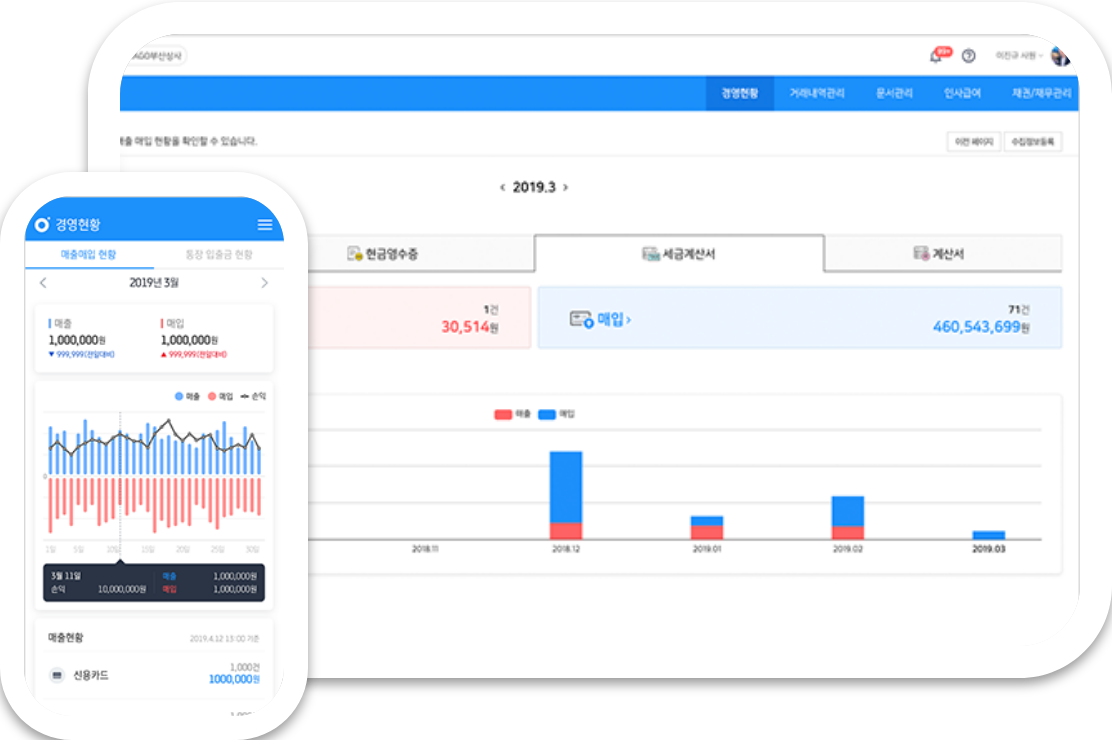 AGO부산상사
99+
이진규 사원
경영현황 거래내역관리 문서관리 인사급여 채권/채무관리
매출 매입 현황을 확인할 수 있습니다.
이전 페이지 수집정보등록
< 2019.3 >
현금영수증 세금계산서 계산서
1건
30,514원
매입 >
71건
460,543,699원
매출 매입
2018.11 2018.12 2019.01 2019.02 2019.03
경영현황
매출매입 현황 통장 입출금 현황
< 2019년 3월 >
매출 매입
1,000,000원 1,000,000원
▼ 999,999(전일대비) ▲ 999,999(전일대비)
매출 매입 손익
0
1일 5일 10일 15일 20일 25일 30일
3월 11일 매출 1,000,000원
손익 10,000,000원 매입 1,000,000원
매출현황 2019.4.12 13:00 기준
1,000건
신용카드 1000,000원